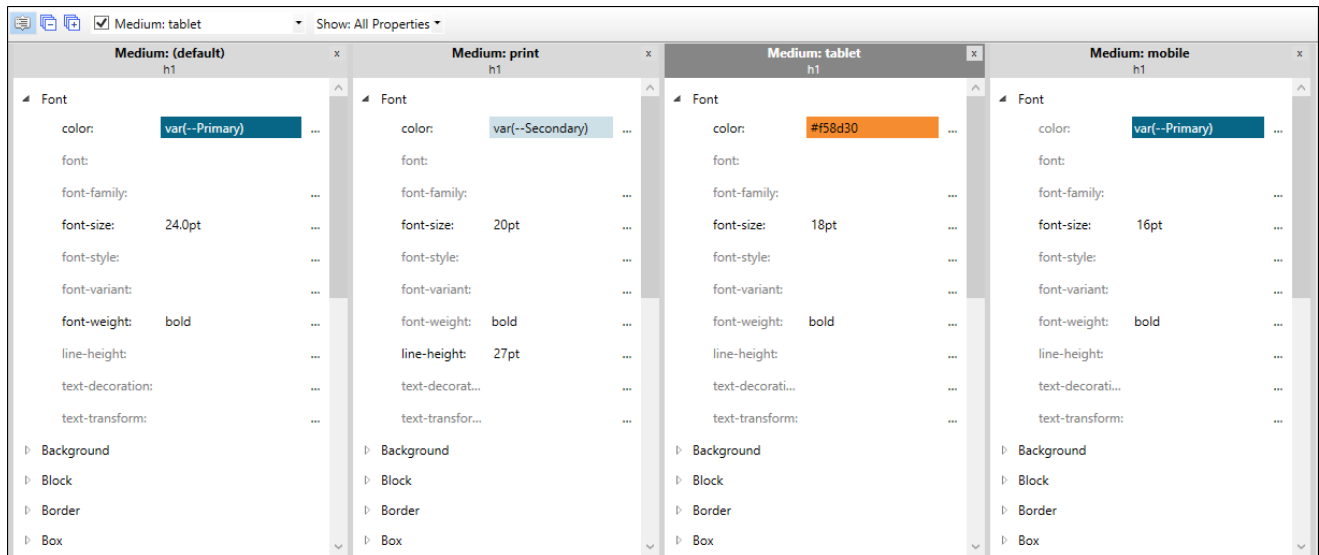 Medium: tablet Show: All Properties
Medium: (default) x Medium: print x Medium: tablet x Medium: mobile x
h1 h1 h1 h1
Font Font Font Font
color: var(--Primary) ... color: var(--Secondary) ... color: #f58d30 ... color: var(--Primary) ...
font: font: font: font:
font-family: ... font-family: ... font-family: ... font-family: ...
font-size: 24.0pt ... font-size: 20pt ... font-size: 18pt ... font-size: 16pt ...
font-style: ... font-style: ... font-style: ... font-style: ...
font-variant: ... font-variant: ... font-variant: ... font-variant: ...
font-weight: bold ... font-weight: bold ... font-weight: bold ... font-weight: bold ...
line-height: ... line-height: 27pt ... line-height: ... line-height: ...
text-decoration: ... text-decorat... ... text-decorati... ... text-decorati... ...
text-transform: ... text-transfor... ... text-transform: ... text-transform: ...
Background Background Background Background
Block Block Block Block
Border Border Border Border
Box Box Box Box